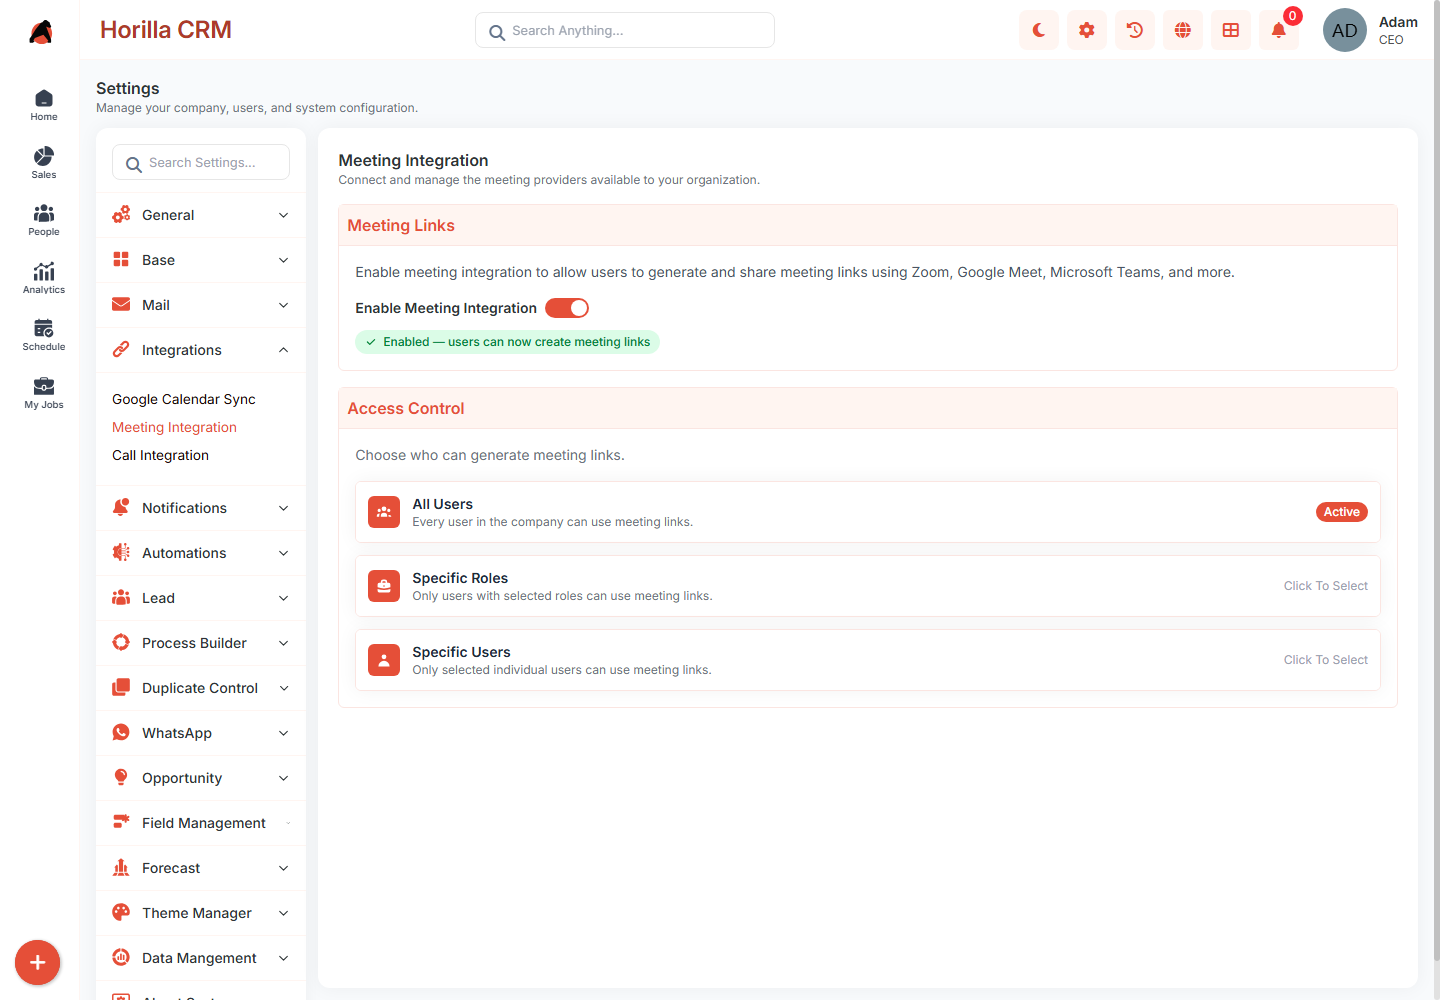 Horilla CRM
Search Anything...
0
AD
Adam
CEO
Home
Sales
People
Analytics
Schedule
My Jobs
Settings
Manage your company, users, and system configuration.
Search Settings...
General
Base
Mail
Integrations
Google Calendar Sync
Meeting Integration
Call Integration
Notifications
Automations
Lead
Process Builder
Duplicate Control
WhatsApp
Opportunity
Field Management
Forecast
Theme Manager
Data Mangement
Meeting Integration
Connect and manage the meeting providers available to your organization.
Meeting Links
Enable meeting integration to allow users to generate and share meeting links using Zoom, Google Meet, Microsoft Teams, and more.
Enable Meeting Integration
Enabled — users can now create meeting links
Access Control
Choose who can generate meeting links.
All Users
Every user in the company can use meeting links.
Active
Specific Roles
Only users with selected roles can use meeting links.
Click To Select
Specific Users
Only selected individual users can use meeting links.
Click To Select